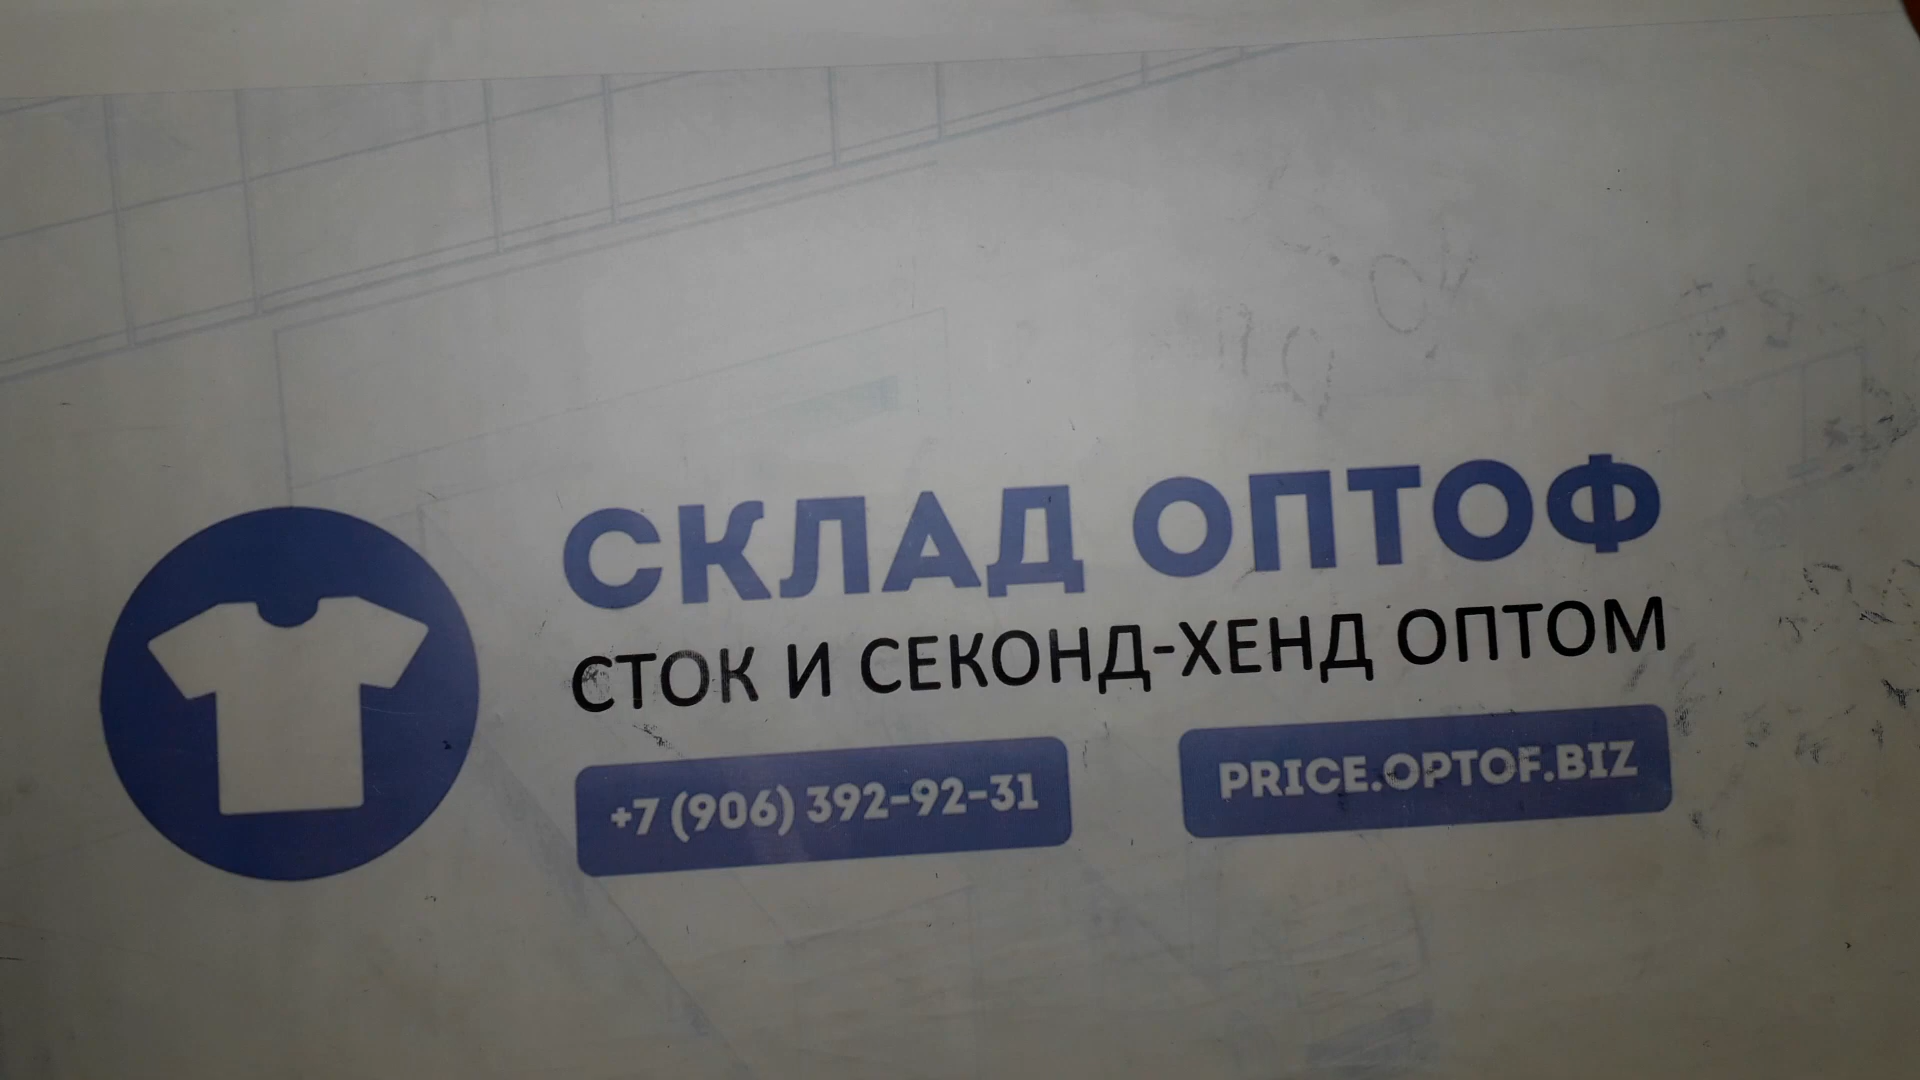 СКЛАД ОПТОФ
СТОК И СЕКОНД-ХЕНД ОПТОМ
+7 (906) 392-92-31
PRICE.OPTOF.BIZ